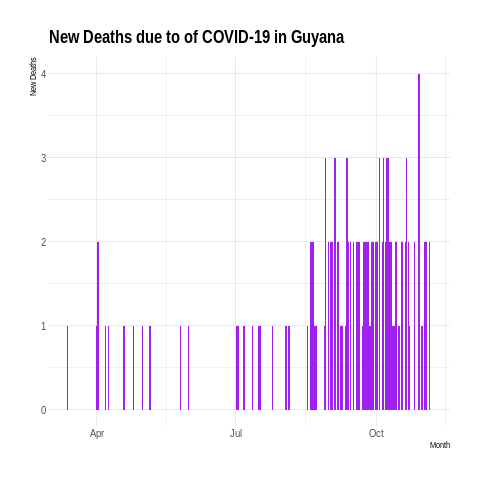 New Deaths due to of COVID-19 in Guyana
New Deaths
4
3
2
1
0
Apr
Jul
Oct
Month